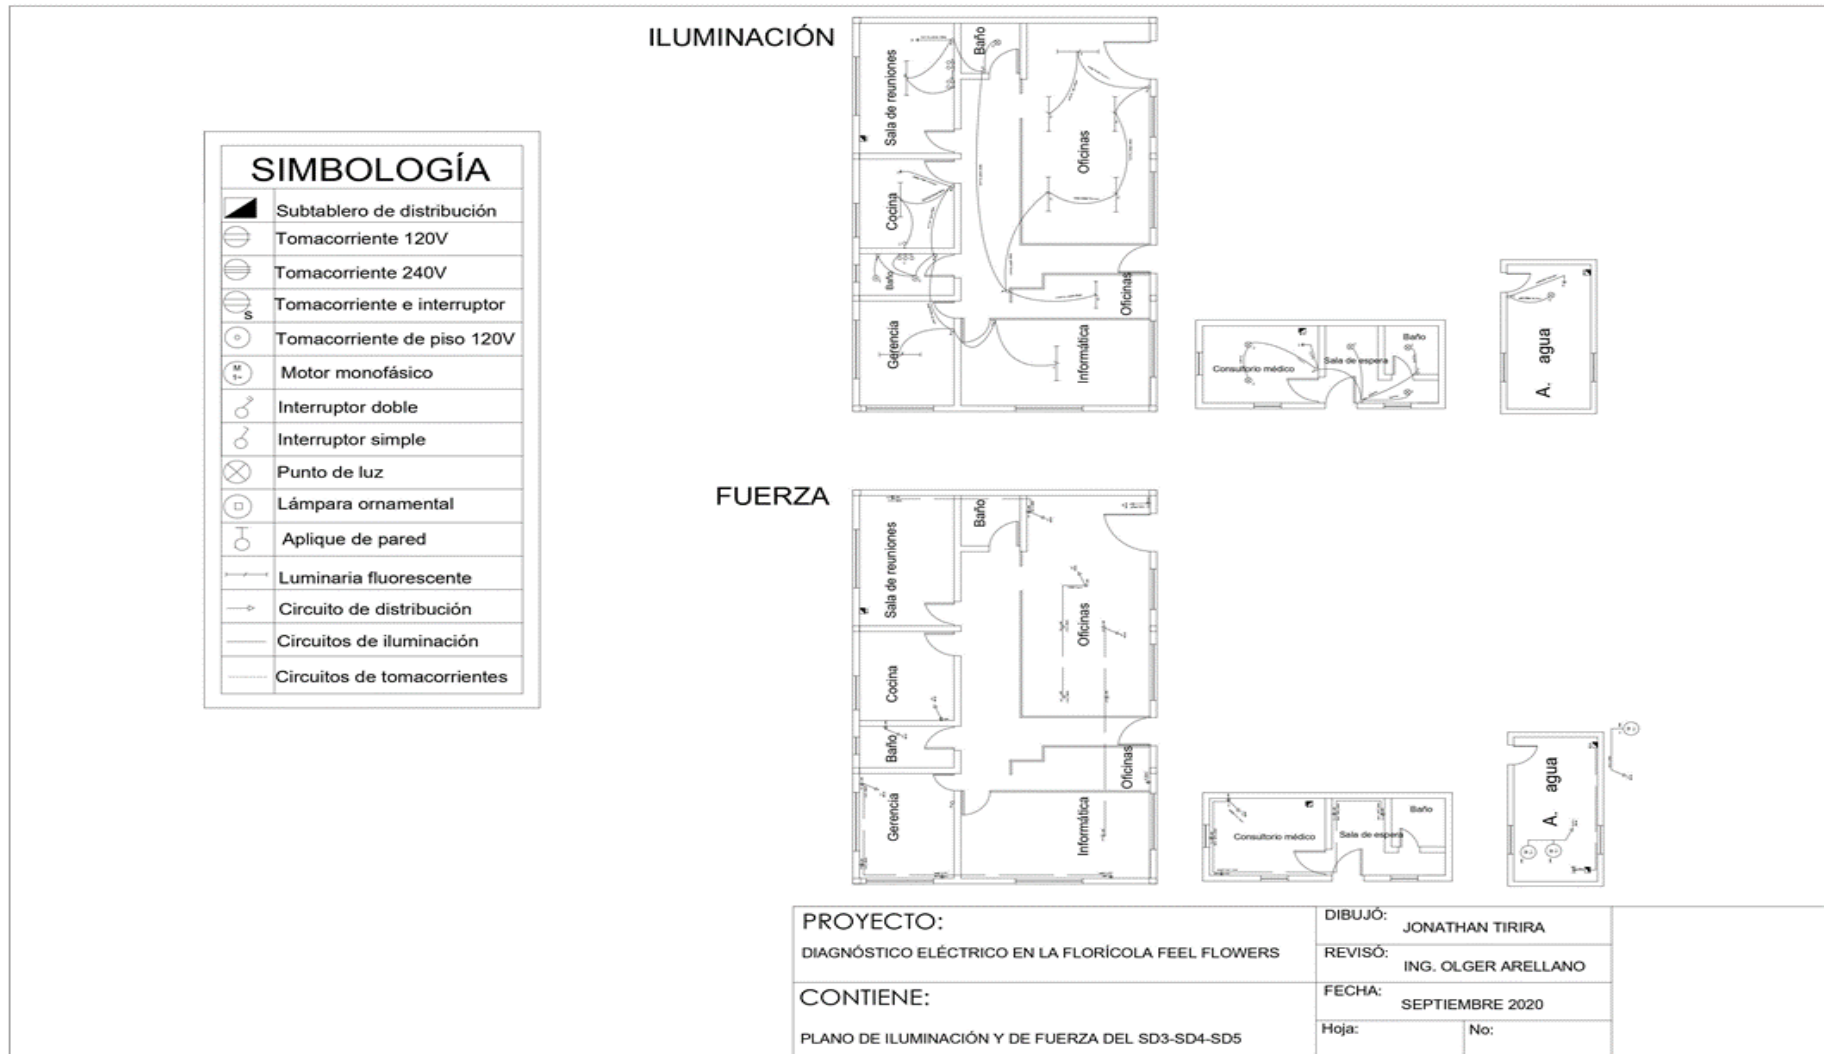 ILUMINACIÓN
Baño
Sala de reuniones
Oficinas
Cocina
Baño
Oficinas
Gerencia
Informática
Consultorio médico
Sala de espera
Baño
A. agua
SIMBOLOGÍA
Subtablero de distribución
Tomacorriente 120V
Tomacorriente 240V
Tomacorriente e interruptor
S
Tomacorriente de piso 120V
M
1~
Motor monofásico
Interruptor doble
Interruptor simple
Punto de luz
Lámpara ornamental
Aplique de pared
Luminaria fluorescente
Circuito de distribución
Circuitos de iluminación
Circuitos de tomacorrientes
FUERZA
Baño
Sala de reuniones
Oficinas
Cocina
Baño
Oficinas
Gerencia
Informática
Consultorio médico
Sala de espera
Baño
A. agua
PROYECTO:
DIAGNÓSTICO ELÉCTRICO EN LA FLORÍCOLA FEEL FLOWERS
CONTIENE:
PLANO DE ILUMINACIÓN Y DE FUERZA DEL SD3-SD4-SD5
DIBUJÓ:
JONATHAN TIRIRA
REVISÓ:
ING. OLGER ARELLANO
FECHA:
SEPTIEMBRE 2020
Hoja:
No: